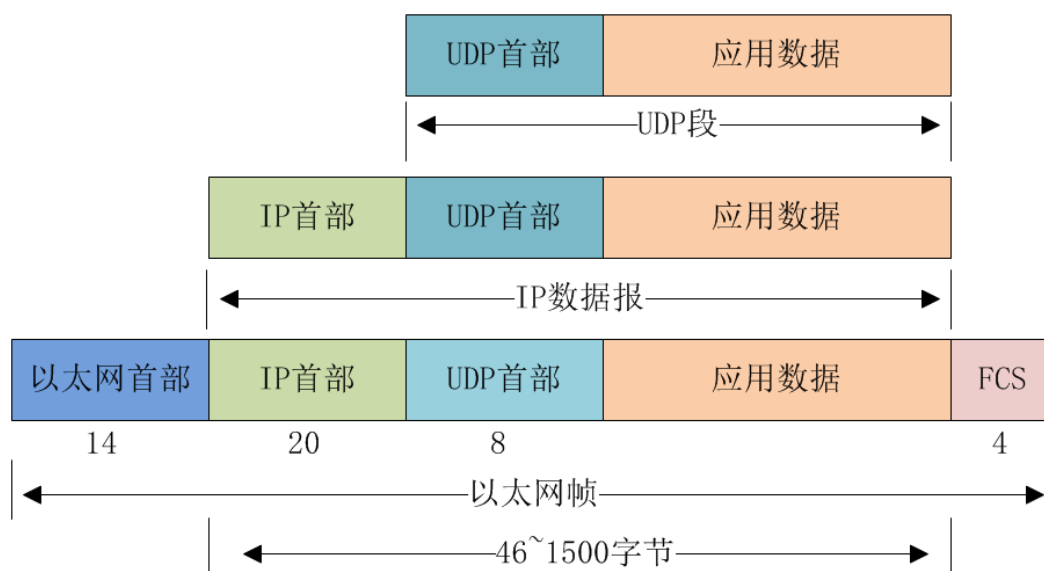 UDP首部 应用数据
UDP段
IP首部 UDP首部 应用数据
IP数据报
以太网首部 IP首部 UDP首部 应用数据 FCS
14 20 8 4
以太网帧
46~1500字节